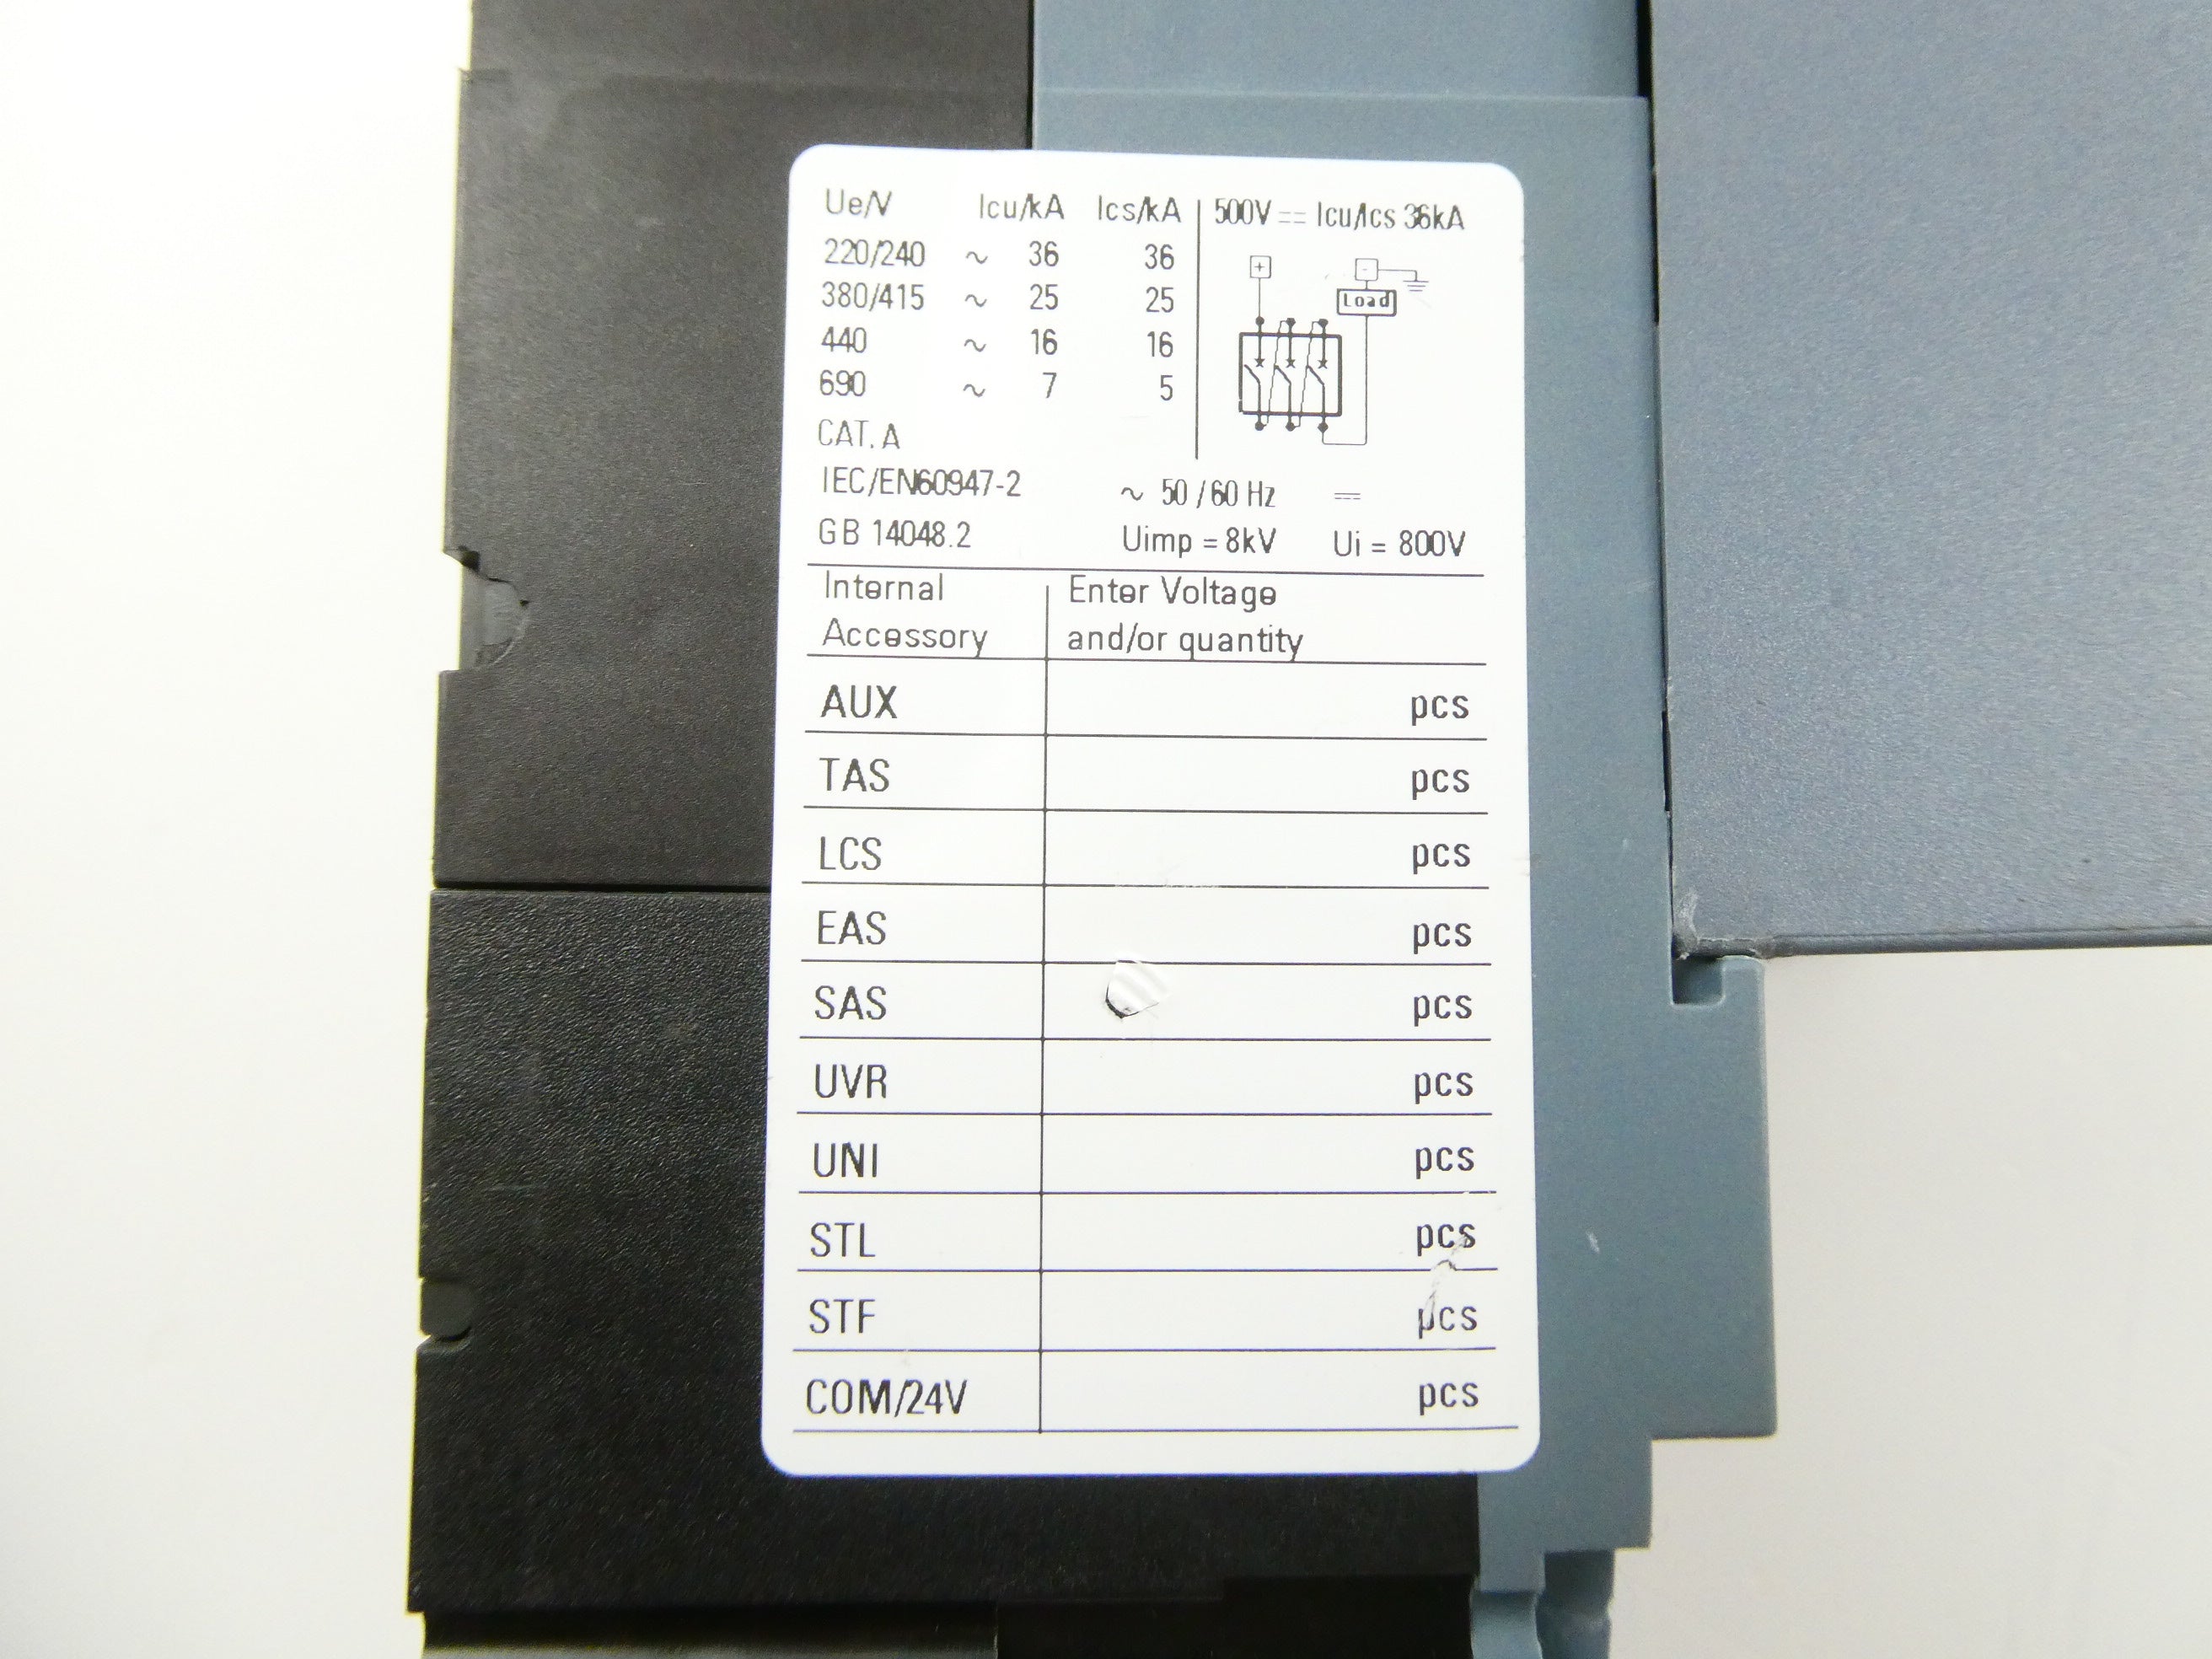 Ue/V Icu/kA Ics/kA
220/240 ~ 36 36
380/415 ~ 25 25
440 ~ 16 16
690 ~ 7 5
CAT. A
IEC/EN60947-2
GB 14048.2
500V ⎓ Icu/Ics 36kA
+ -
Load
~ 50/60 Hz ⎓
Uimp = 8kV Ui = 800V
Internal
Accessory
Enter Voltage
and/or quantity
AUX pcs
TAS pcs
LCS pcs
EAS pcs
SAS pcs
UVR pcs
UNI pcs
STL pcs
STF pcs
COM/24V pcs